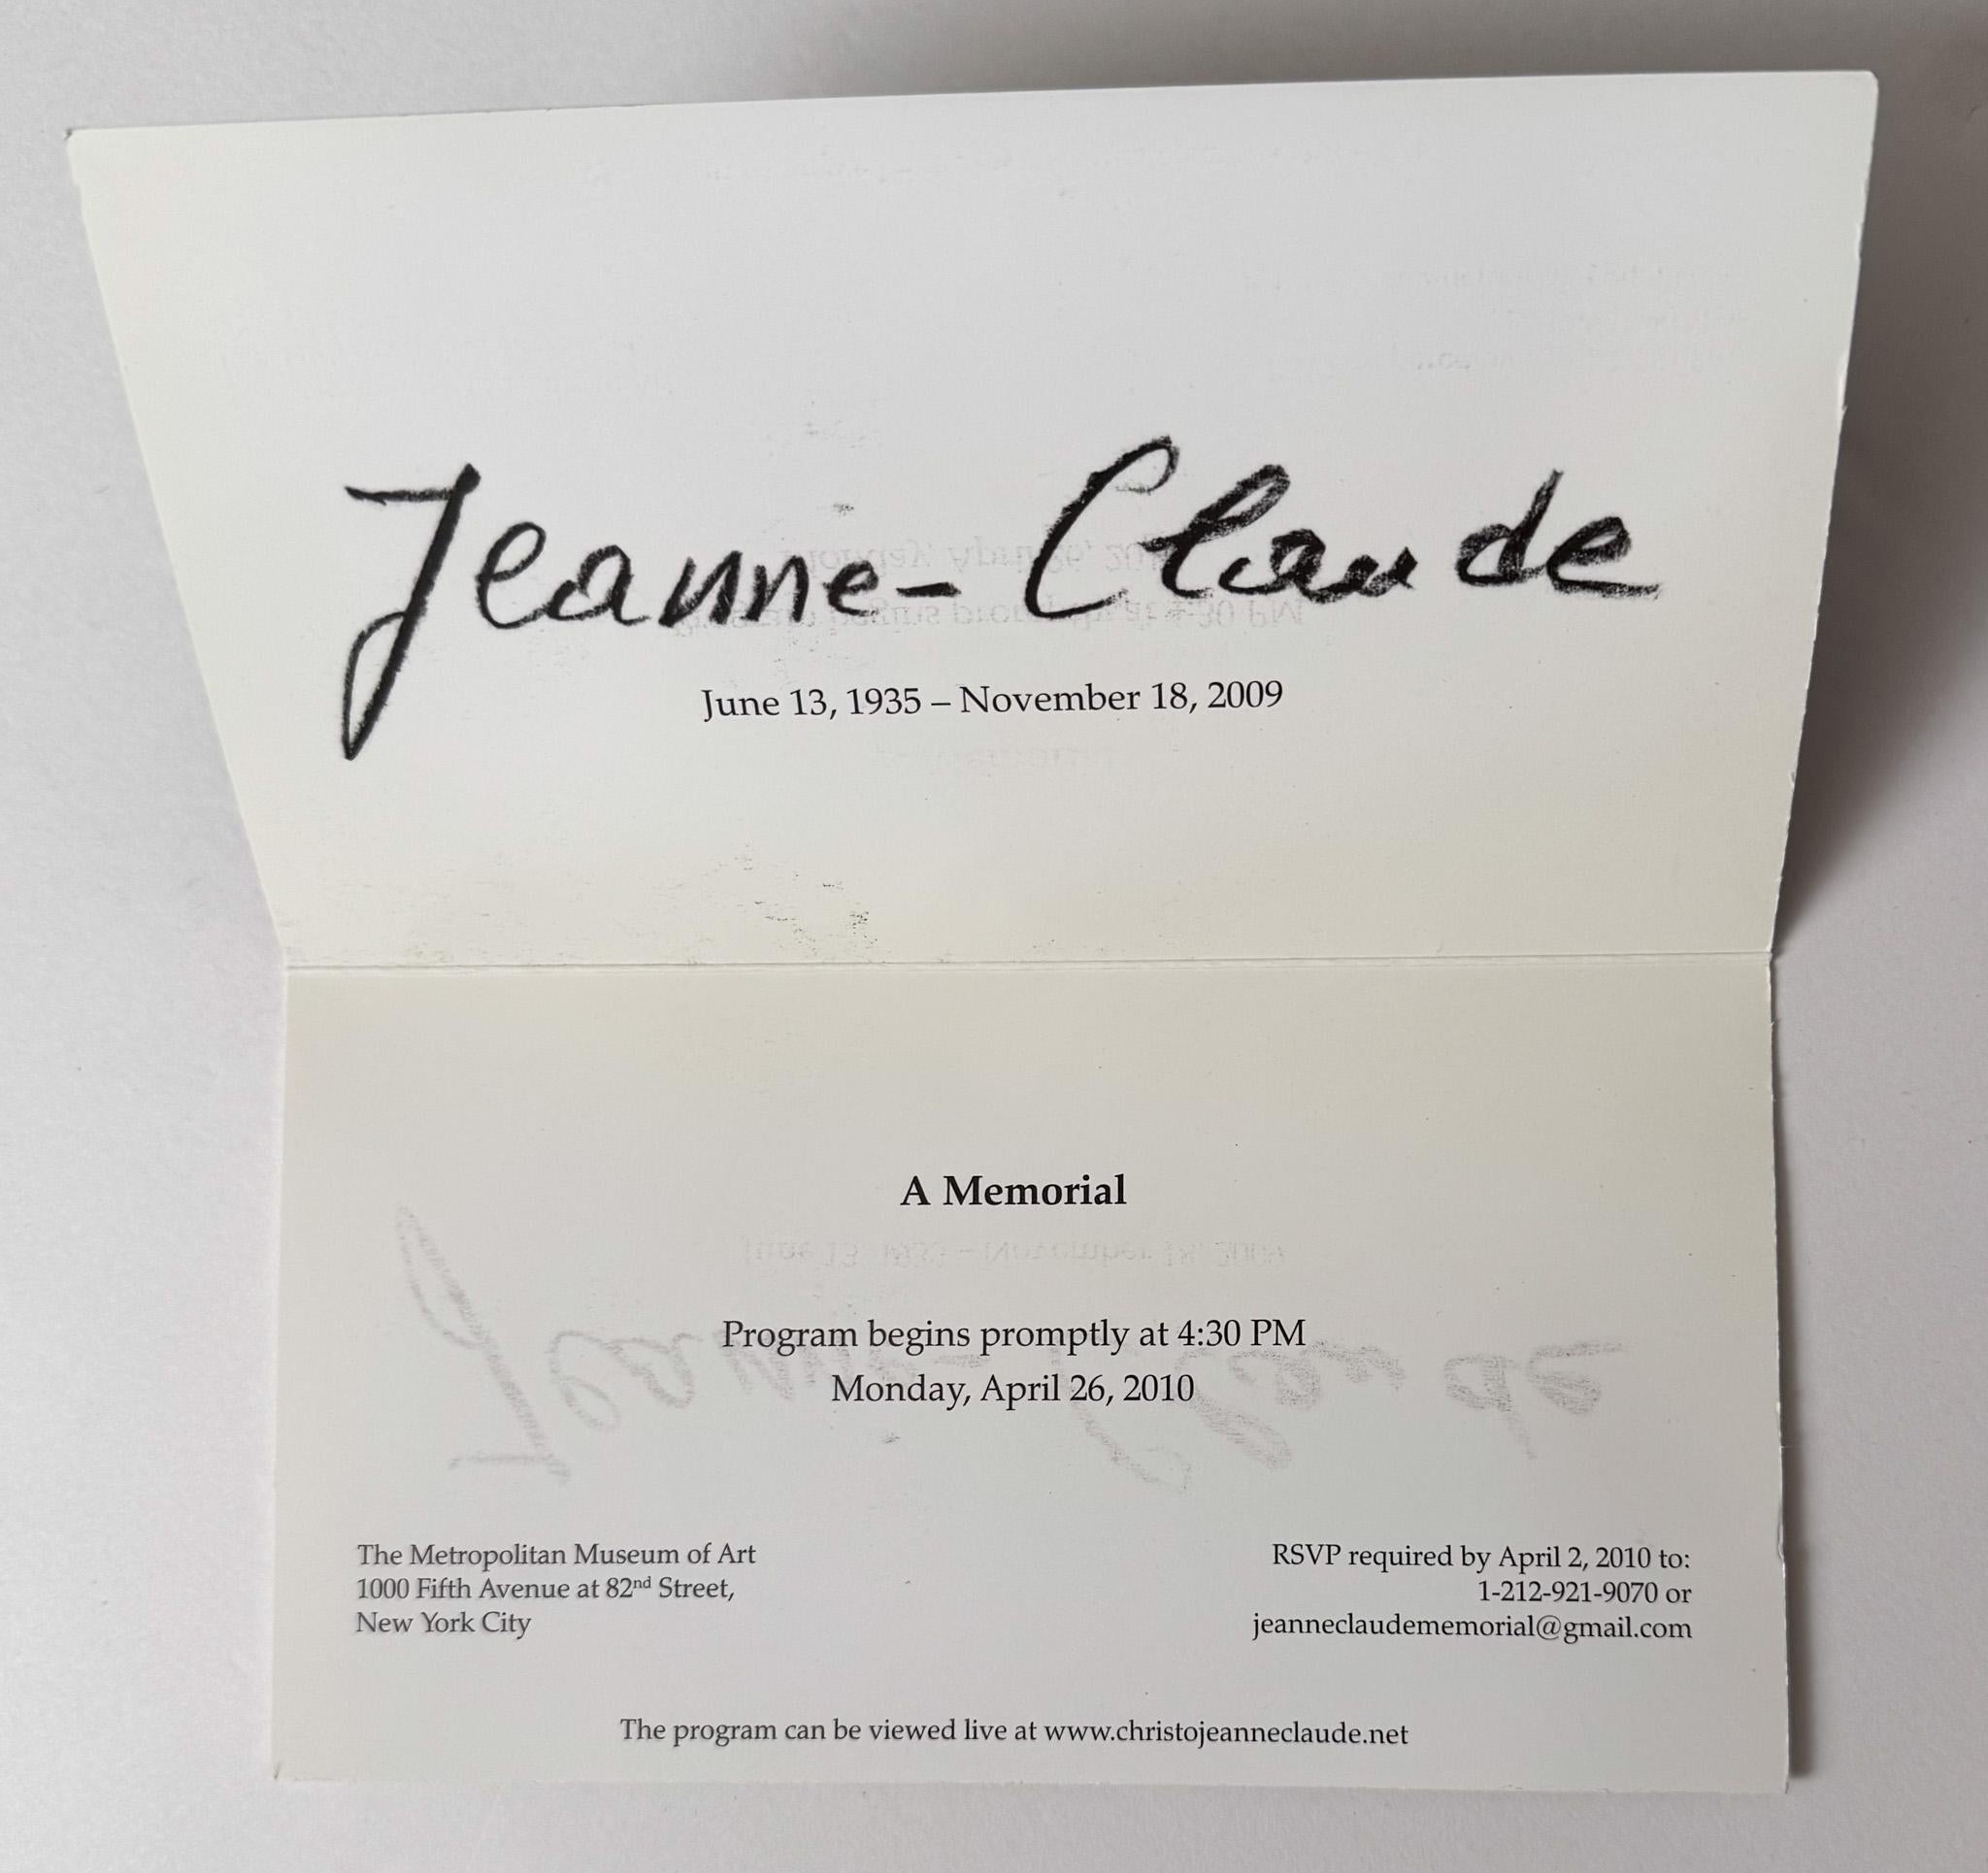 Jeanne-Claude
June 13, 1935 – November 18, 2009
A Memorial
Program begins promptly at 4:30 PM
Monday, April 26, 2010
The Metropolitan Museum of Art
1000 Fifth Avenue at 82nd Street,
New York City
RSVP required by April 2, 2010 to:
1-212-921-9070 or
jeanneclaudememorial@gmail.com
The program can be viewed live at www.christojeanneclaude.net